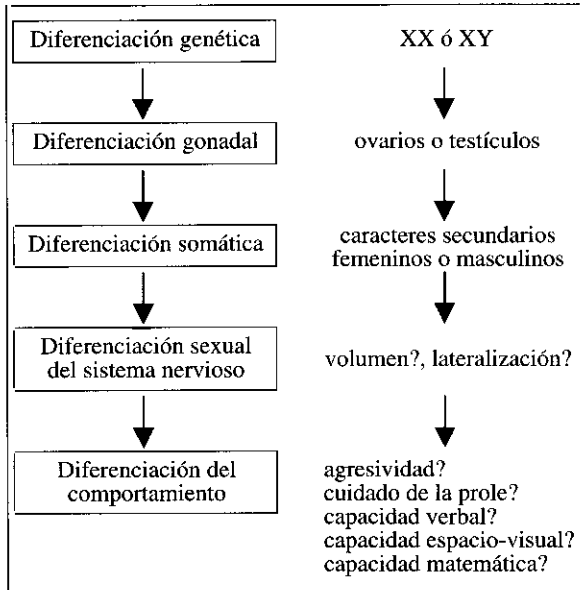 Diferenciación genética
XX ó XY
Diferenciación gonadal
ovarios o testículos
Diferenciación somática
caracteres secundarios
femeninos o masculinos
Diferenciación sexual
del sistema nervioso
volumen?, lateralización?
Diferenciación del
comportamiento
agresividad?
cuidado de la prole?
capacidad verbal?
capacidad espacio-visual?
capacidad matemática?